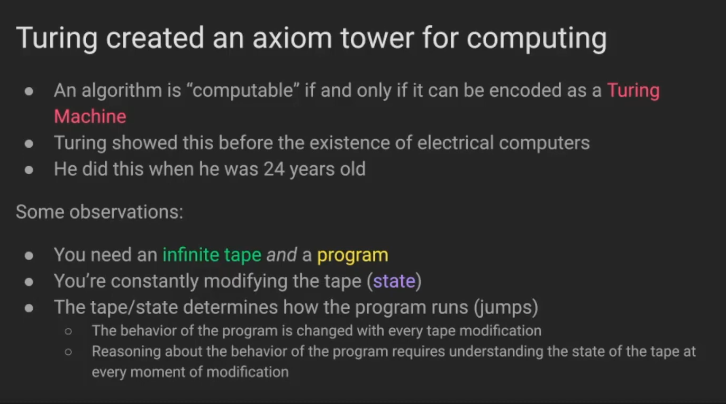 Turing created an axiom tower for computing
● An algorithm is “computable” if and only if it can be encoded as a Turing
Machine
● Turing showed this before the existence of electrical computers
● He did this when he was 24 years old
Some observations:
● You need an infinite tape and a program
● You’re constantly modifying the tape (state)
● The tape/state determines how the program runs (jumps)
○ The behavior of the program is changed with every tape modification
○ Reasoning about the behavior of the program requires understanding the state of the tape at
every moment of modification